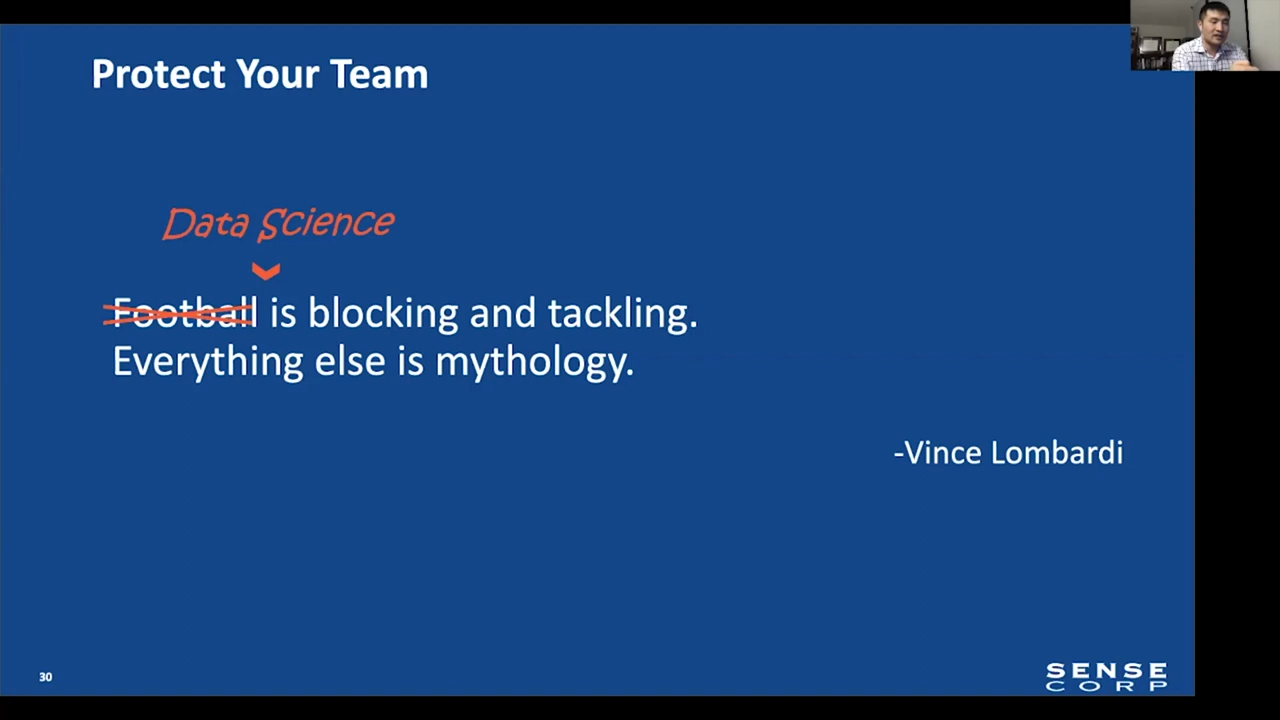 Protect Your Team
Data Science
Football is blocking and tackling.
Everything else is mythology.
-Vince Lombardi
30
SENSE
CORP